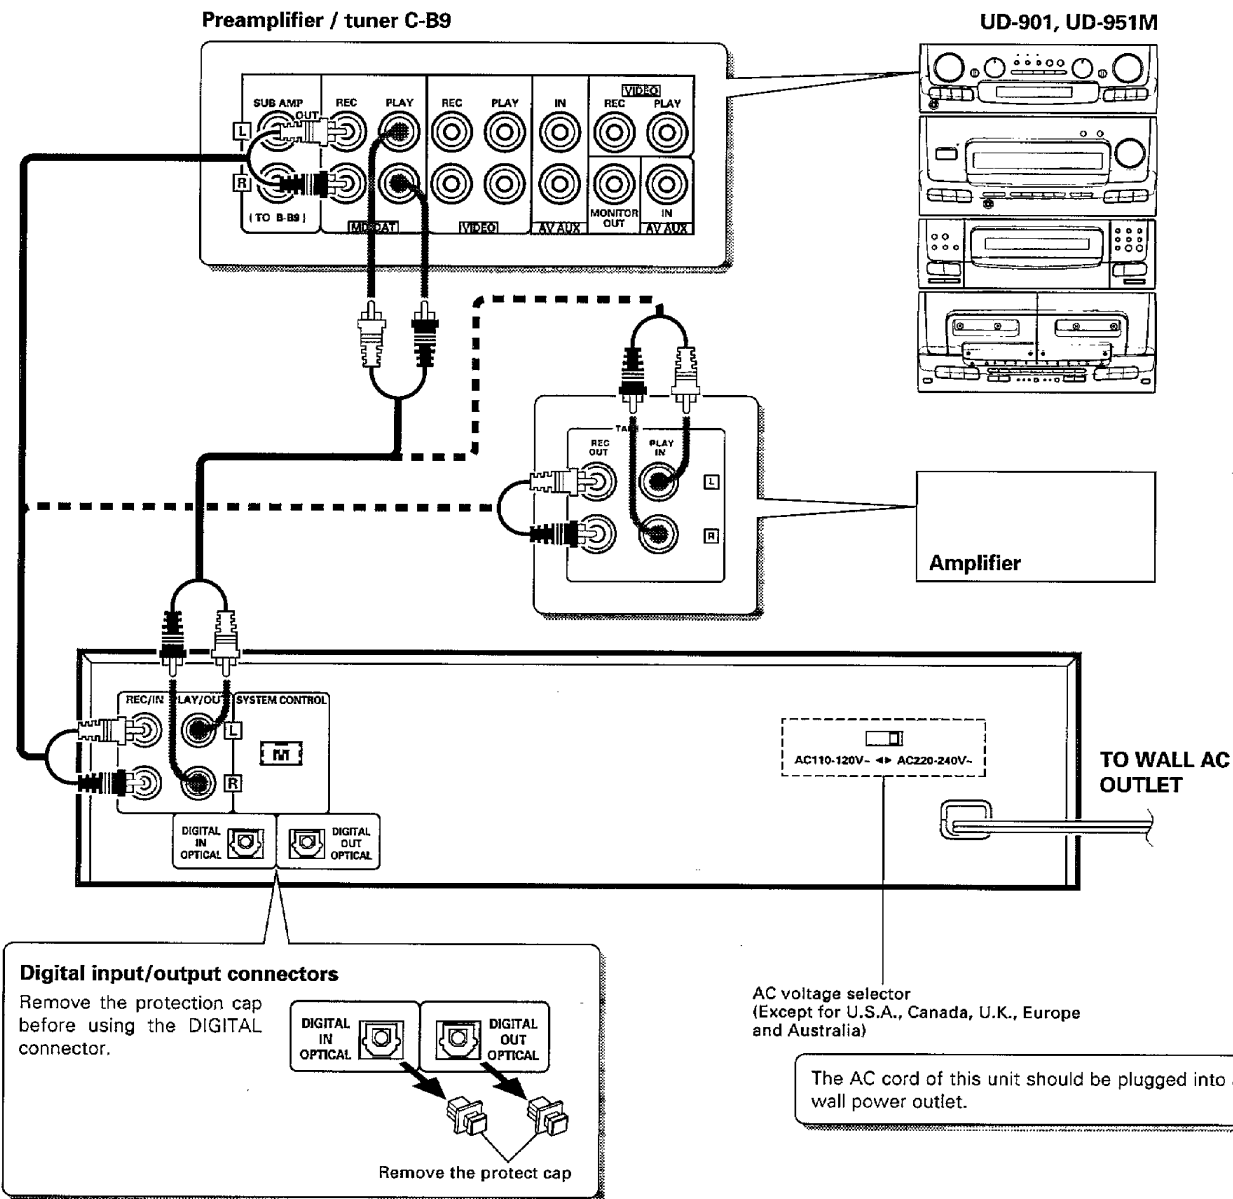 Preamplifier / tuner C-B9
UD-901, UD-951M
SUB AMP
OUT
REC
PLAY
REC
PLAY
IN
VIDEO
REC
PLAY
L
R
( TO B-B9 )
MD/DAT
VIDEO
AV AUX
MONITOR
OUT
IN
AV AUX
REC
OUT
PLAY
IN
L
R
Amplifier
REC/IN
PLAY/OUT
SYSTEM CONTROL
L
R
DIGITAL
IN
OPTICAL
DIGITAL
OUT
OPTICAL
AC110-120V~ ◄► AC220-240V~
TO WALL AC
OUTLET
Digital input/output connectors
Remove the protection cap
before using the DIGITAL
connector.
DIGITAL
IN
OPTICAL
DIGITAL
OUT
OPTICAL
Remove the protect cap
AC voltage selector
(Except for U.S.A., Canada, U.K., Europe
and Australia)
The AC cord of this unit should be plugged into
wall power outlet.